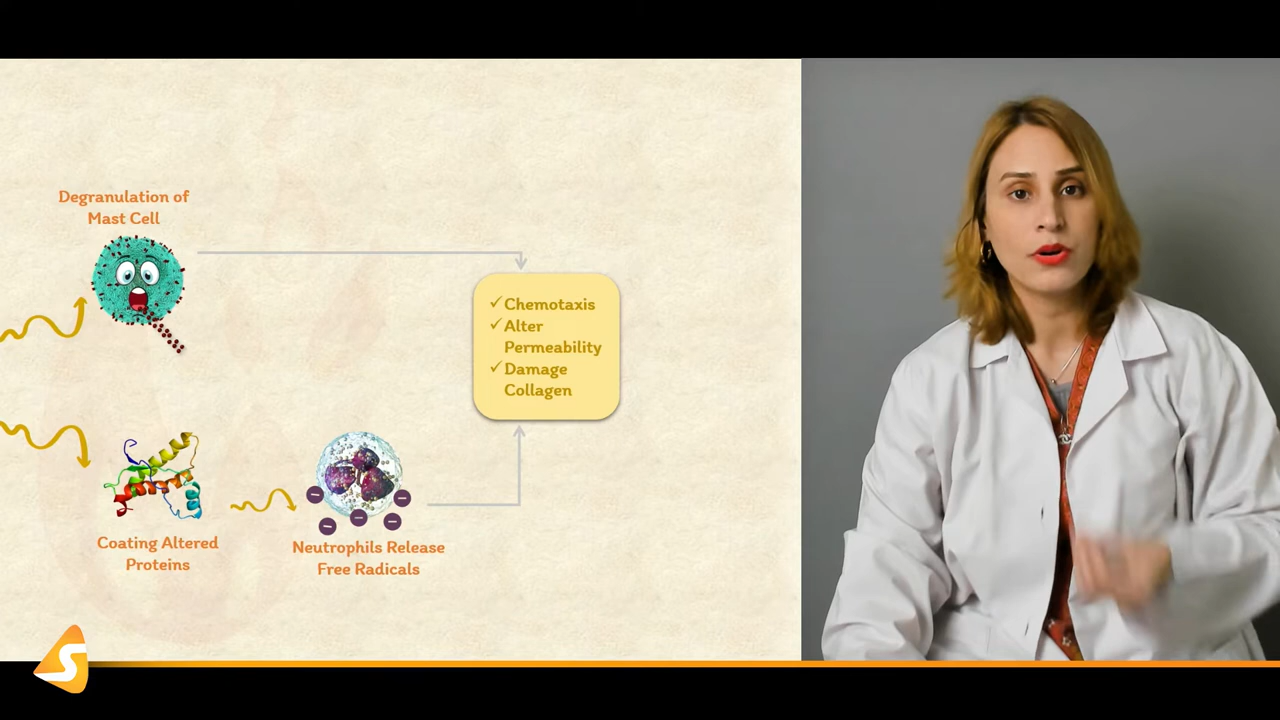 Degranulation of
Mast Cell
✓Chemotaxis
✓Alter
Permeability
✓Damage
Collagen
Coating Altered
Proteins
Neutrophils Release
Free Radicals
S